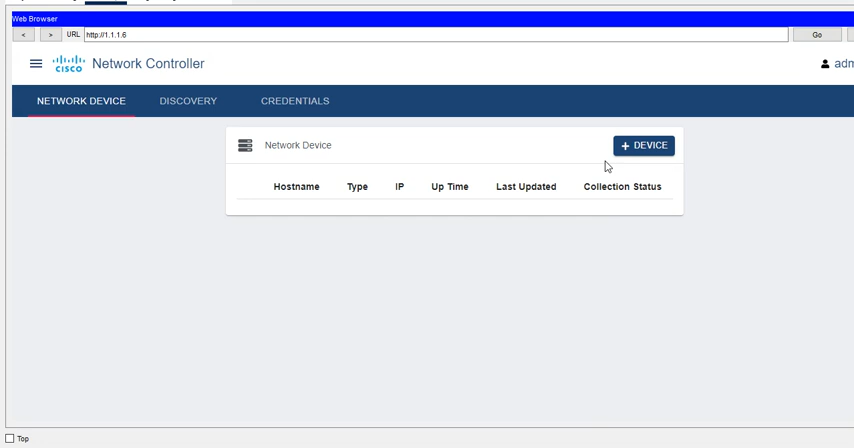 Web Browser
< > URL http://1.1.1.6 Go
CISCO Network Controller adm
NETWORK DEVICE DISCOVERY CREDENTIALS
Network Device + DEVICE
Hostname Type IP Up Time Last Updated Collection Status
Top